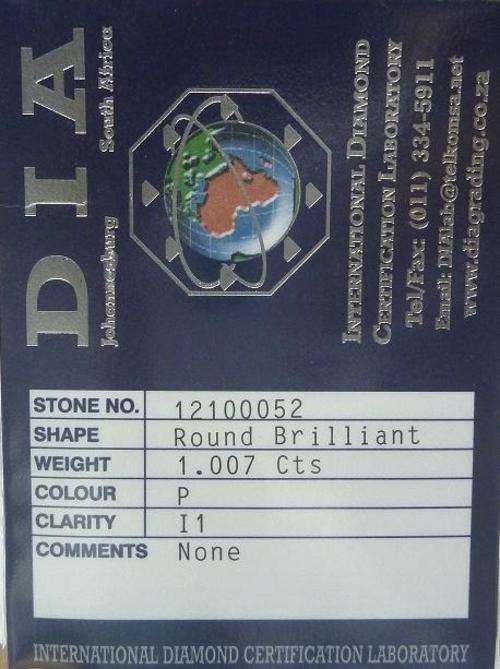 DIA
Johannesburg South Africa
INTERNATIONAL DIAMOND
CERTIFICATION LABORATORY
Tel/Fax: (011) 334-5911
Email: DIAlab@telkomsa.net
www.diagrading.co.za
STONE NO. 12100052
SHAPE Round Brilliant
WEIGHT 1.007 Cts
COLOUR P
CLARITY I1
COMMENTS None
INTERNATIONAL DIAMOND CERTIFICATION LABORATORY